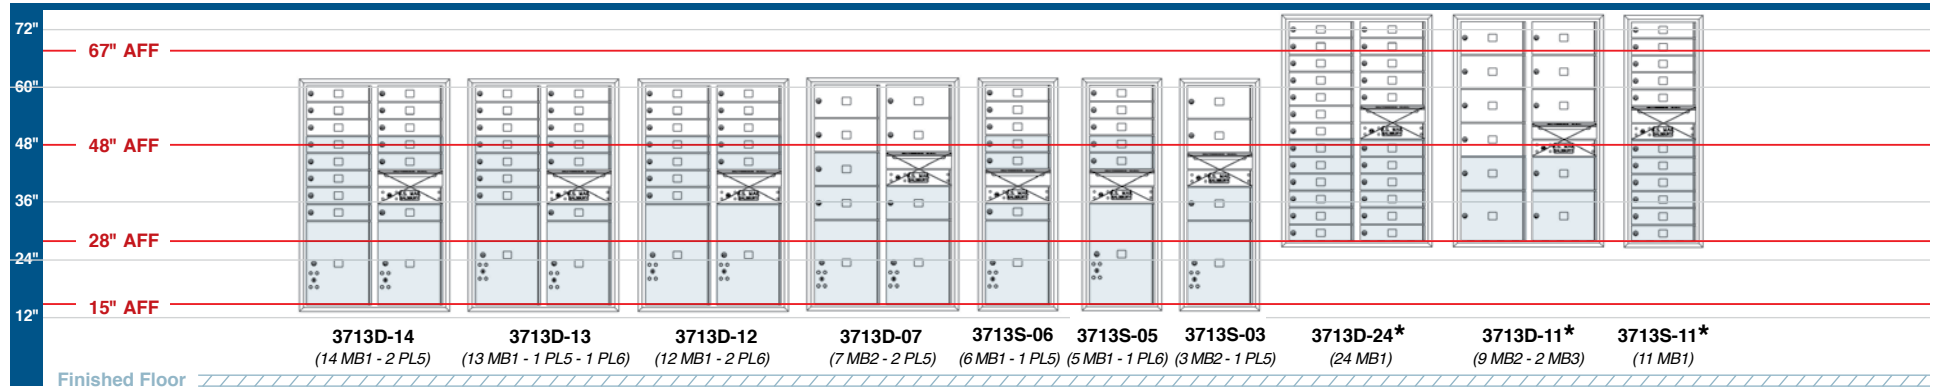 72"
67" AFF
60"
48" AFF
48"
36"
28" AFF
24"
15" AFF
12"
3713D-14
(14 MB1 - 2 PL5)
3713D-13
(13 MB1 - 1 PL5 - 1 PL6)
3713D-12
(12 MB1 - 2 PL6)
3713D-07
(7 MB2 - 2 PL5)
3713S-06
(6 MB1 - 1 PL5)
3713S-05
(5 MB1 - 1 PL6)
3713S-03
(3 MB2 - 1 PL5)
3713D-24*
(24 MB1)
3713D-11*
(9 MB2 - 2 MB3)
3713S-11*
(11 MB1)
Finished Floor